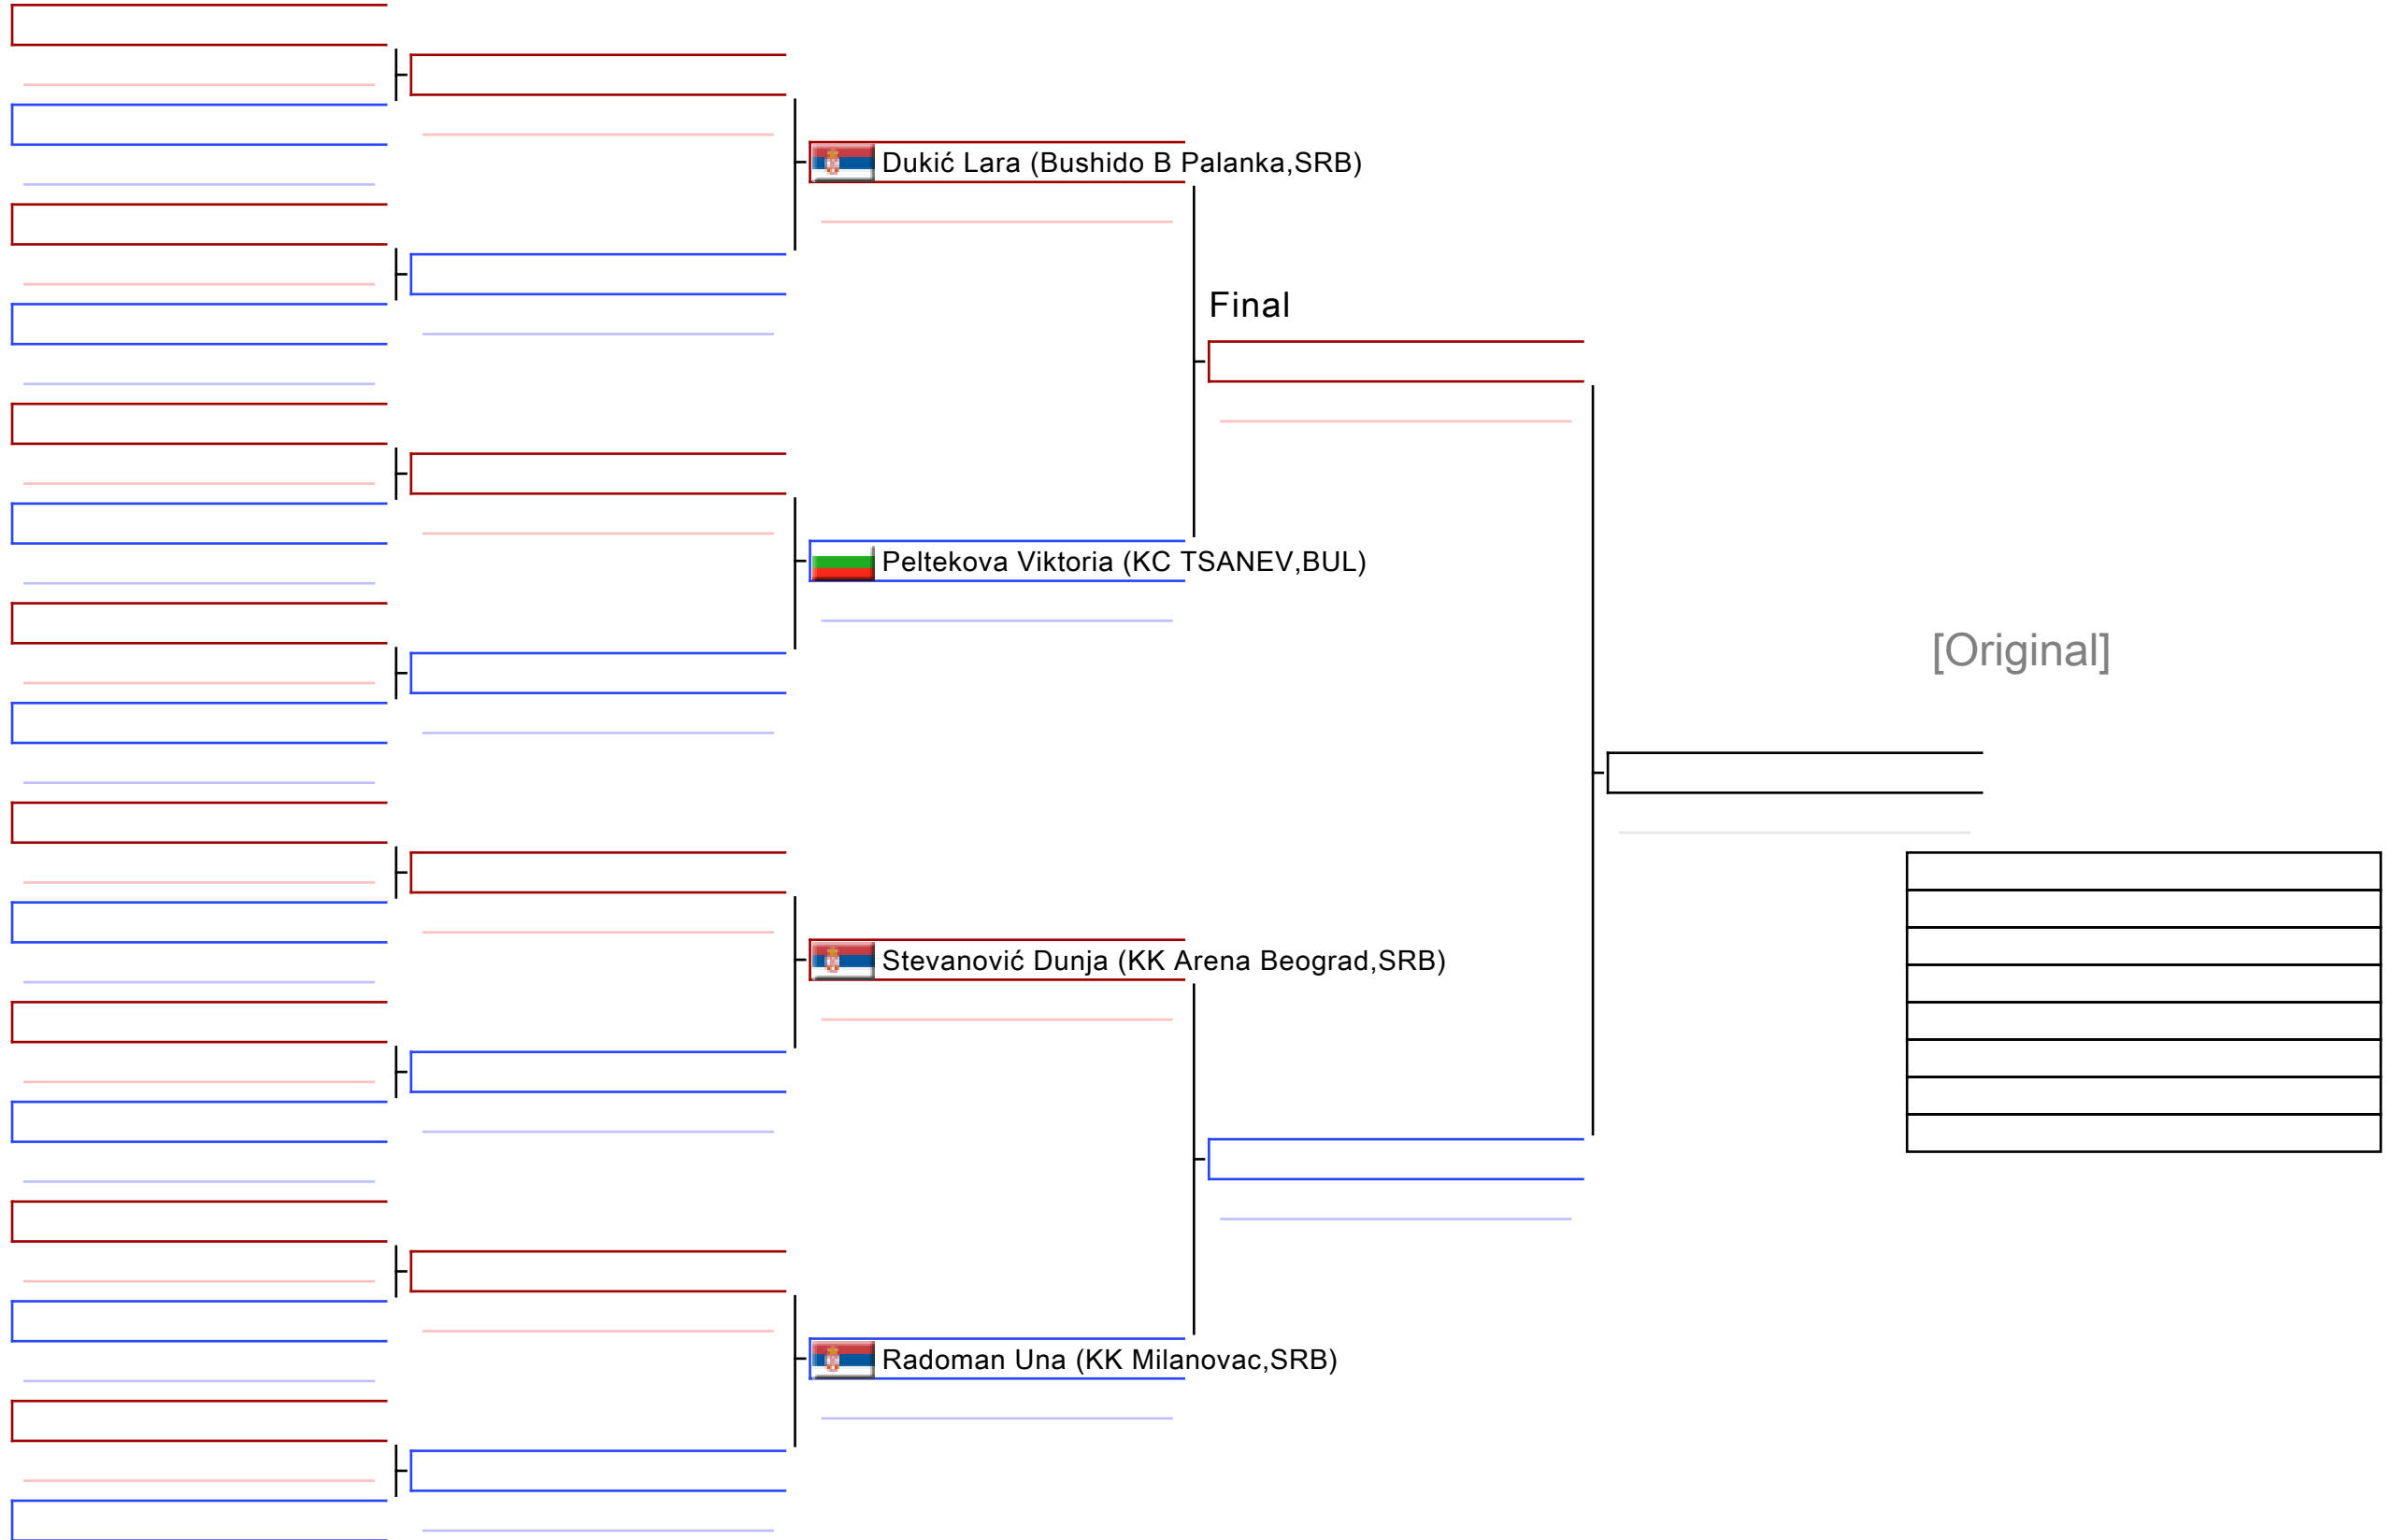 Dukić Lara (Bushido B Palanka,SRB)
Final
Peltekova Viktoria (KC TSANEV,BUL)
[Original]
Stevanović Dunja (KK Arena Beograd,SRB)
Radoman Una (KK Milanovac,SRB)